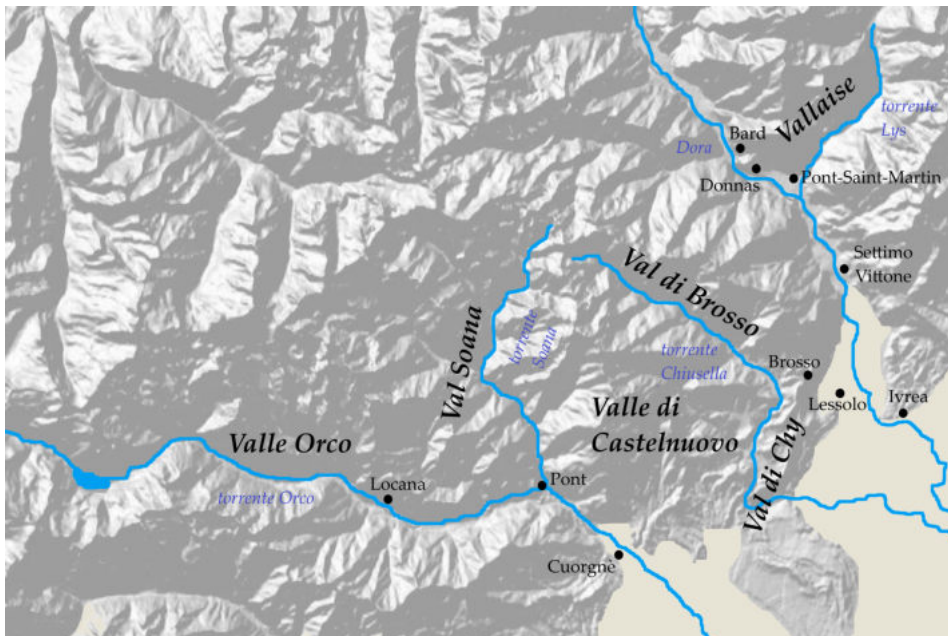 Vallaise
torrente
Lys
Bard
Dora
Donnas
Pont-Saint-Martin
Settimo
Vittone
Val di Brosso
Val Soana
torrente
Soana
torrente
Chiusella
Brosso
Lessolo
Ivrea
Valle di
Castelnuovo
Valle Orco
Val di Chy
Locana
torrente Orco
Pont
Cuorgnè